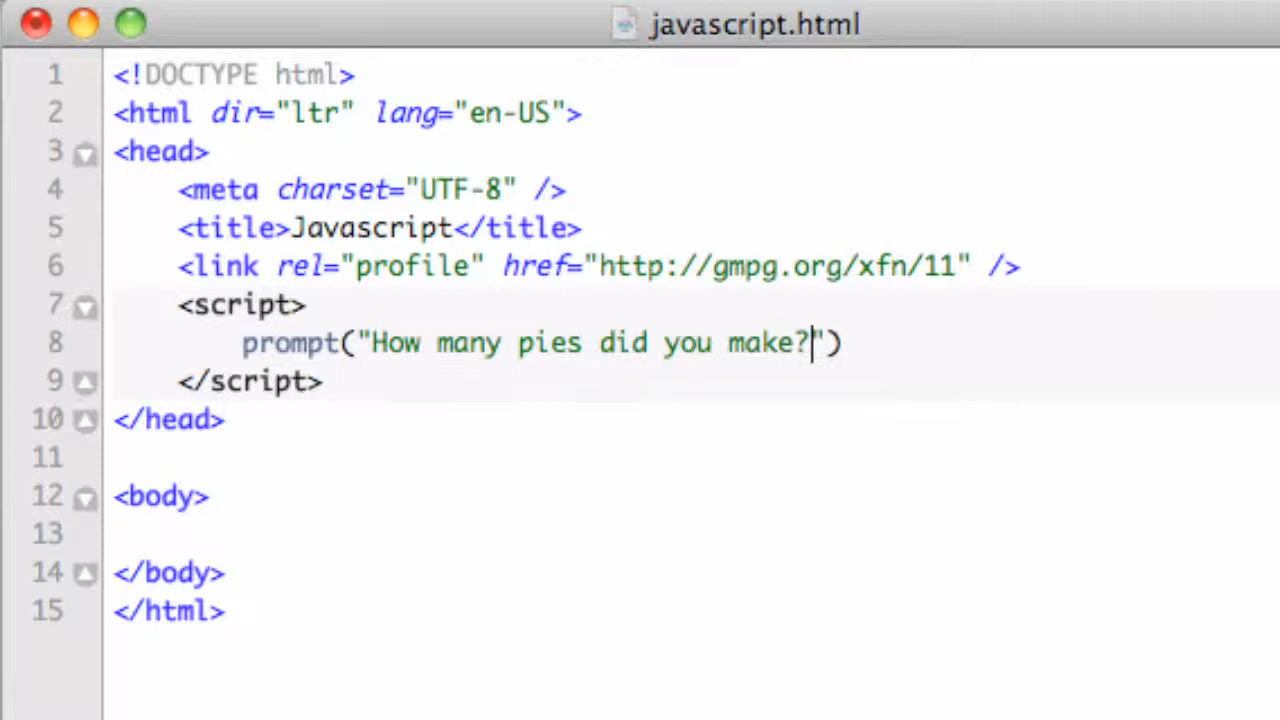 javascript.html
1 <!DOCTYPE html>
2 <html dir="ltr" lang="en-US">
3 <head>
4 <meta charset="UTF-8" />
5 <title>Javascript</title>
6 <link rel="profile" href="http://gmpg.org/xfn/11" />
7 <script>
8 prompt("How many pies did you make?")
9 </script>
10 </head>
11
12 <body>
13
14 </body>
15 </html>